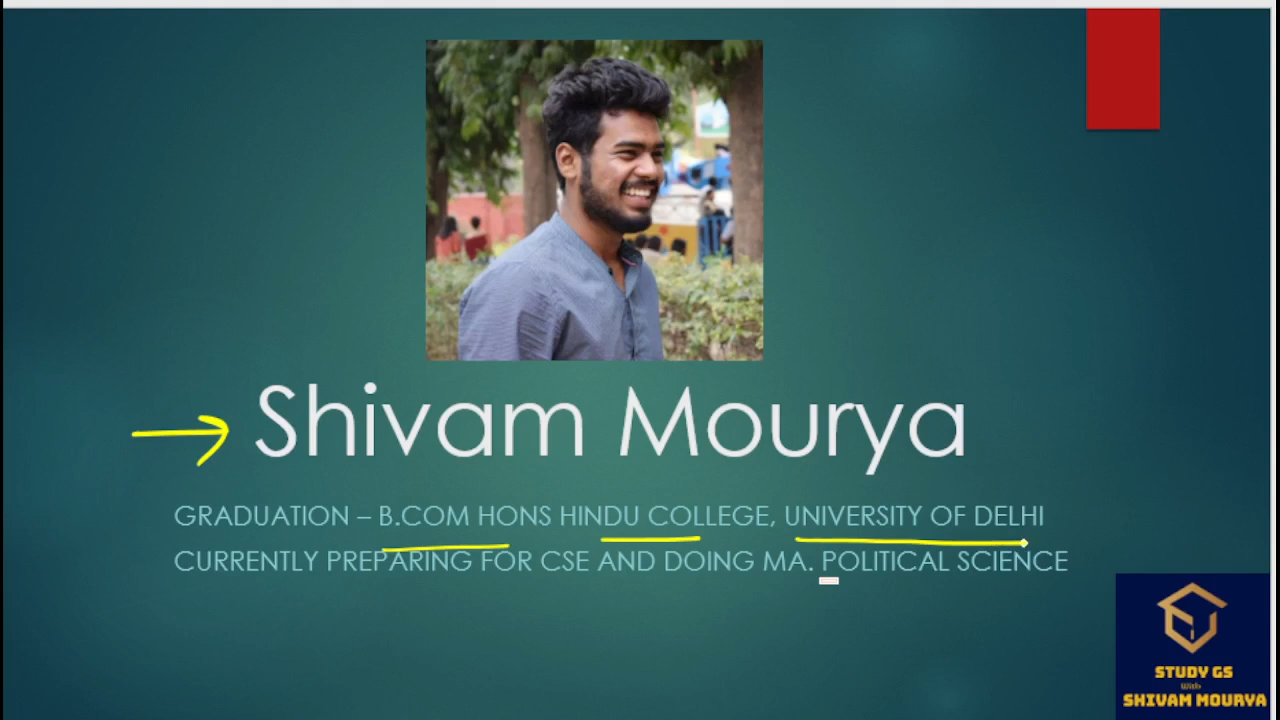 Shivam Mourya
GRADUATION – B.COM HONS HINDU COLLEGE, UNIVERSITY OF DELHI
CURRENTLY PREPARING FOR CSE AND DOING MA. POLITICAL SCIENCE
STUDY GS
With
SHIVAM MOURYA